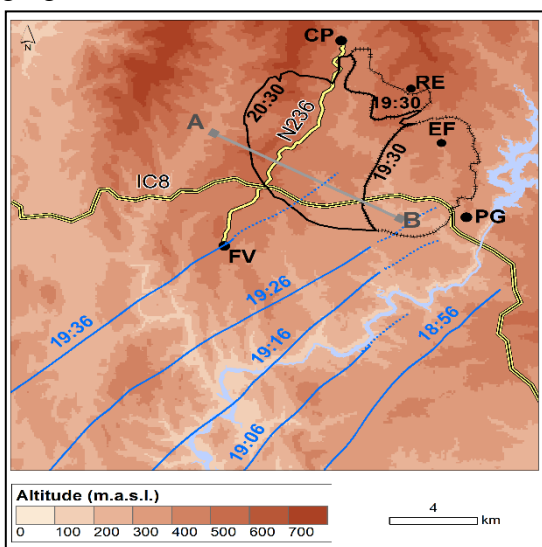 N
CP
RE
20:30
19:30
N236
A
EF
19:30
IC8
B
PG
FV
19:36
19:26
19:16
18:56
19:06
Altitude (m.a.s.l.)
0 100 200 300 400 500 600 700
4
km